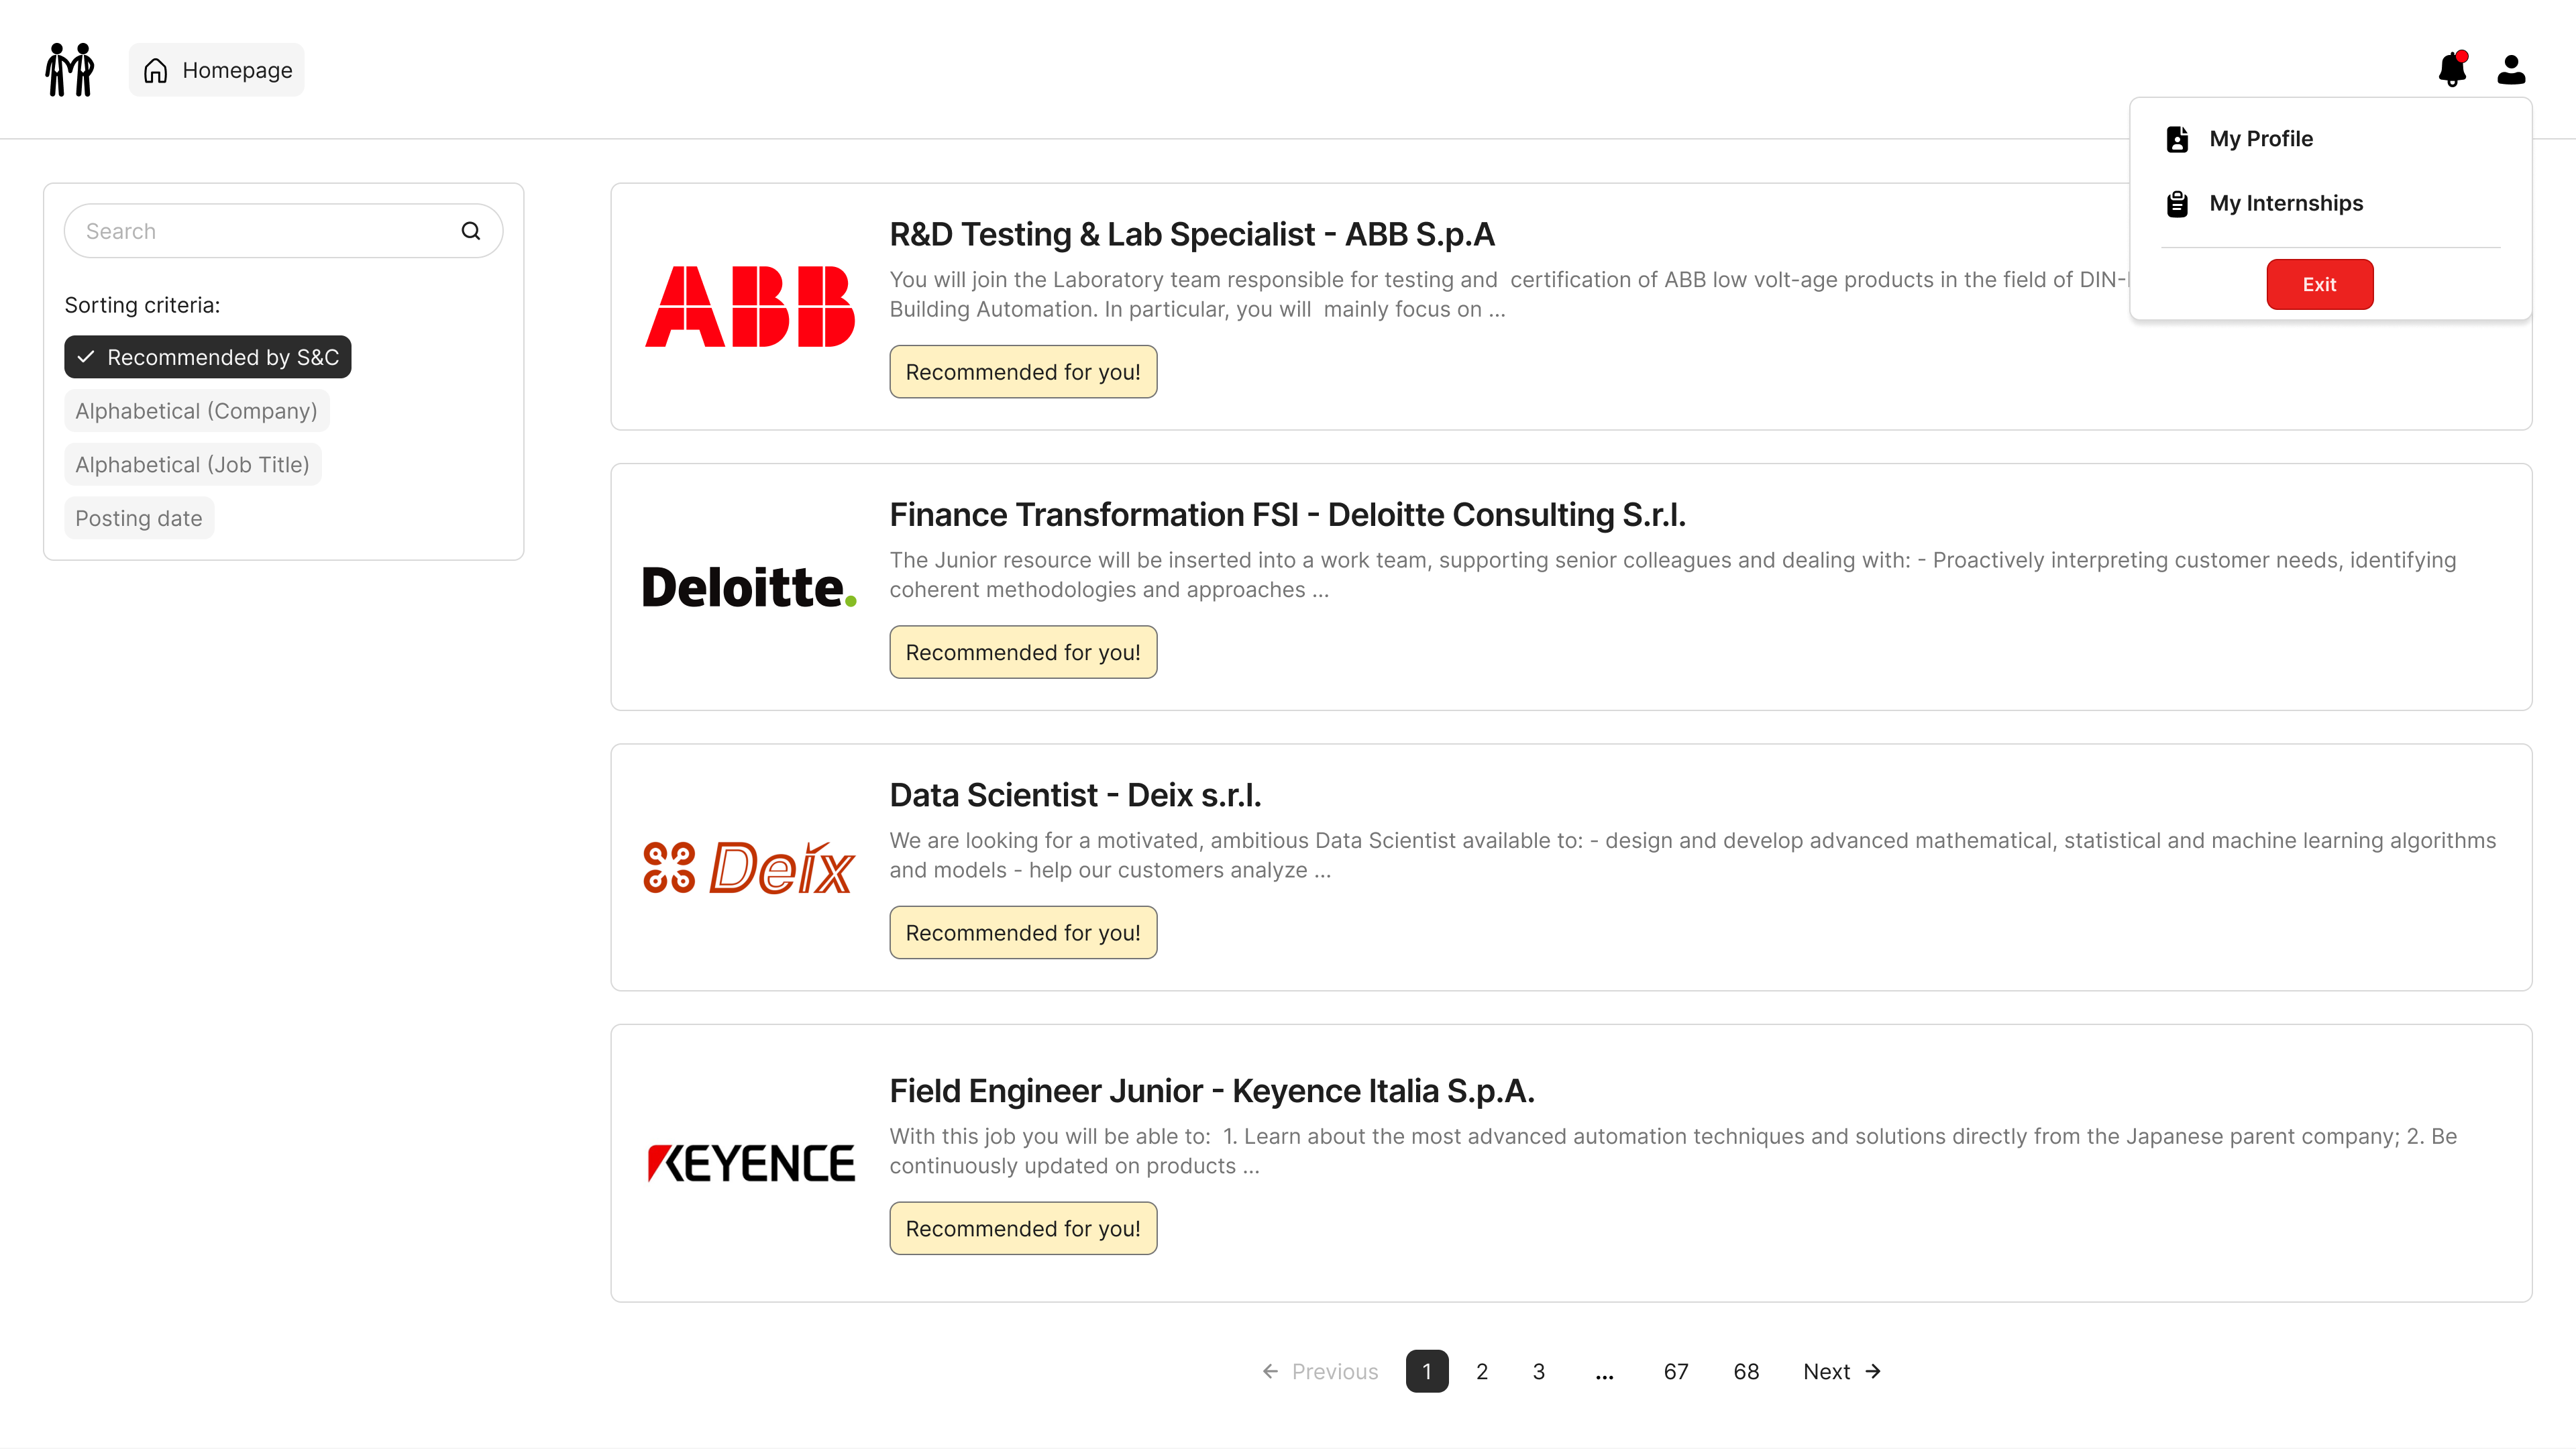 Homepage
My Profile
My Internships
Exit
Search
Sorting criteria:
Recommended by S&C
Alphabetical (Company)
Alphabetical (Job Title)
Posting date
ABB
R&D Testing & Lab Specialist - ABB S.p.A
You will join the Laboratory team responsible for testing and certification of ABB low volt-age products in the field of DIN-
Building Automation. In particular, you will mainly focus on ...
Recommended for you!
Deloitte.
Finance Transformation FSI - Deloitte Consulting S.r.l.
The Junior resource will be inserted into a work team, supporting senior colleagues and dealing with: - Proactively interpreting customer needs, identifying
coherent methodologies and approaches ...
Recommended for you!
Deix
Data Scientist - Deix s.r.l.
We are looking for a motivated, ambitious Data Scientist available to: - design and develop advanced mathematical, statistical and machine learning algorithms
and models - help our customers analyze ...
Recommended for you!
KEYENCE
Field Engineer Junior - Keyence Italia S.p.A.
With this job you will be able to: 1. Learn about the most advanced automation techniques and solutions directly from the Japanese parent company; 2. Be
continuously updated on products ...
Recommended for you!
← Previous 1 2 3 ... 67 68 Next →